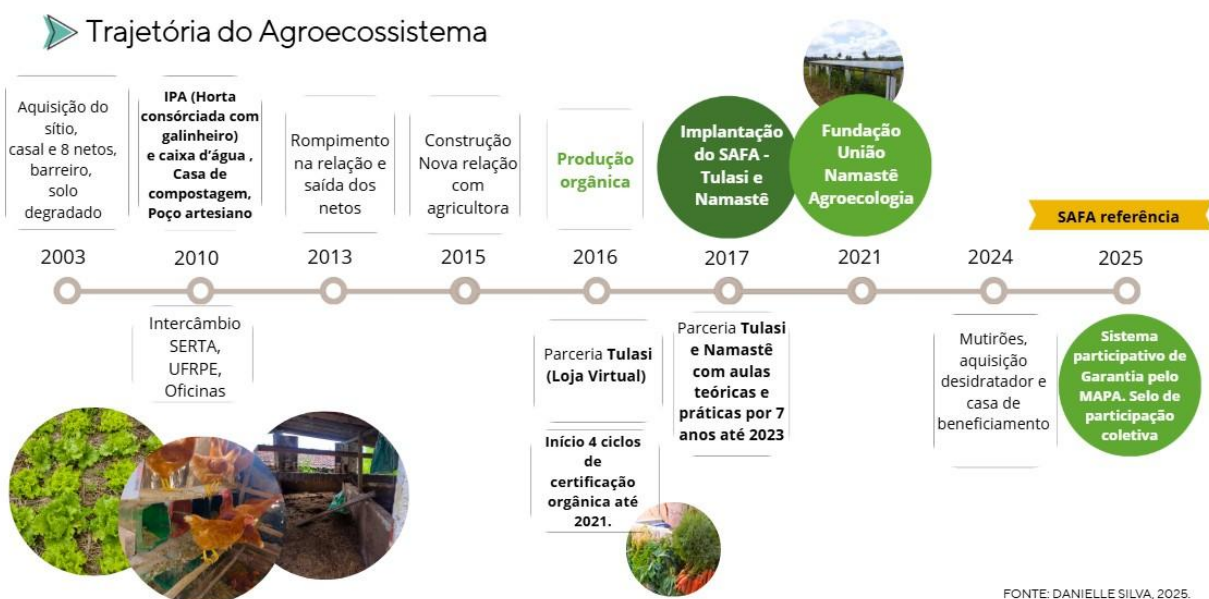 Trajetória do Agroecossistema
Aquisição do
sítio,
casal e 8 netos,
barreiro,
solo
degradado
IPA (Horta
consórciada com
galinheiro)
e caixa d'água ,
Casa de
compostagem,
Poço artesiano
Rompimento
na relação e
saída dos
netos
Construção
Nova relação
com
agricultora
Produção
orgânica
Implantação
do SAFA -
Tulasi e
Namastê
Fundação
União
Namastê
Agroecologia
SAFA referência
2003
2010
2013
2015
2016
2017
2021
2024
2025
Intercâmbio
SERTA,
UFRPE,
Oficinas
Parceria Tulasi
(Loja Virtual)
Início 4 ciclos
de
certificação
orgânica até
2021.
Parceria Tulasi
e Namastê
com aulas
teóricas e
práticas por 7
anos até 2023
Mutirões,
aquisição
desidratador e
casa de
beneficiamento
Sistema
participativo de
Garantia pelo
MAPA. Selo de
participação
coletiva
FONTE: DANIELLE SILVA, 2025.